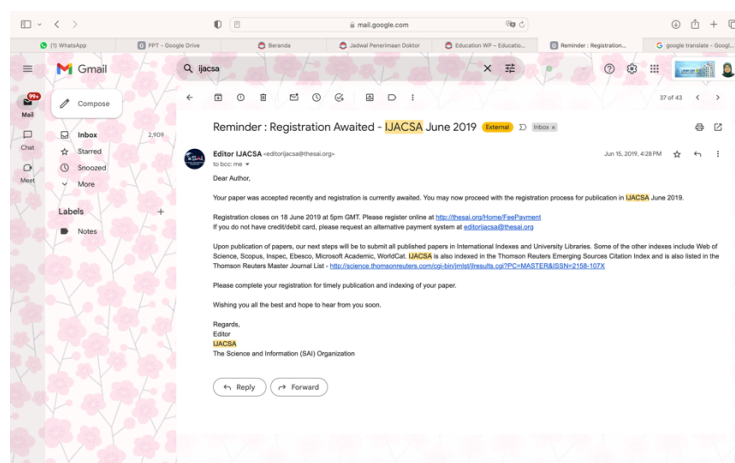 mail.google.com
(1) WhatsApp
PPT - Google Drive
Beranda
Jadwal Penerimaan Doktor
Education WP – Educatio...
Reminder : Registration...
google translate - Googl...
Gmail
ijacsa
99+
Mail
Chat
Meet
Compose
Inbox 2,909
Starred
Snoozed
More
Labels
Notes
37 of 43
Reminder : Registration Awaited - IJACSA June 2019 External Inbox x
Editor IJACSA <editorijacsa@thesai.org> Jun 15, 2019, 4:28 PM
to bcc: me
Dear Author,
Your paper was accepted recently and registration is currently awaited. You may now proceed with the registration process for publication in IJACSA June 2019.
Registration closes on 18 June 2019 at 5pm GMT. Please register online at http://thesai.org/Home/FeePayment
If you do not have credit/debit card, please request an alternative payment system at editorijacsa@thesai.org
Upon publication of papers, our next steps will be to submit all published papers in International Indexes and University Libraries. Some of the other indexes include Web of
Science, Scopus, Inspec, Ebesco, Microsoft Academic, WorldCat. IJACSA is also indexed in the Thomson Reuters Emerging Sources Citation Index and is also listed in the
Thomson Reuters Master Journal List - http://science.thomsonreuters.com/cgi-bin/jrnlst/jlresults.cgi?PC=MASTER&ISSN=2158-107X
Please complete your registration for timely publication and indexing of your paper.
Wishing you all the best and hope to hear from you soon.
Regards,
Editor
IJACSA
The Science and Information (SAI) Organization
Reply
Forward